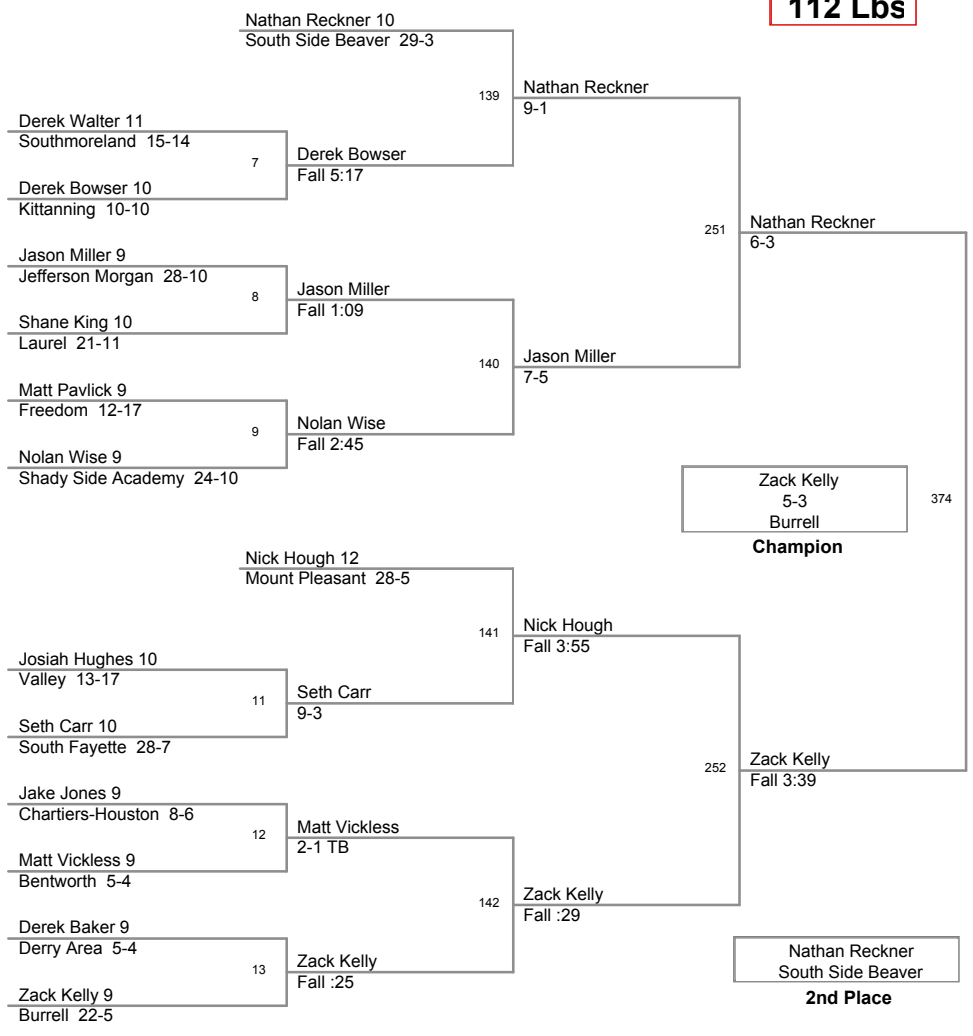 112 Lbs
Nathan Reckner 10
South Side Beaver 29-3
139
Nathan Reckner
9-1
Derek Walter 11
Southmoreland 15-14
7
Derek Bowser
Fall 5:17
Derek Bowser 10
Kittanning 10-10
251
Nathan Reckner
6-3
Jason Miller 9
Jefferson Morgan 28-10
8
Jason Miller
Fall 1:09
Shane King 10
Laurel 21-11
140
Jason Miller
7-5
Matt Pavlick 9
Freedom 12-17
9
Nolan Wise
Fall 2:45
Nolan Wise 9
Shady Side Academy 24-10
Zack Kelly
5-3
Burrell
Champion
374
Nick Hough 12
Mount Pleasant 28-5
141
Nick Hough
Fall 3:55
Josiah Hughes 10
Valley 13-17
11
Seth Carr
9-3
Seth Carr 10
South Fayette 28-7
252
Zack Kelly
Fall 3:39
Jake Jones 9
Chartiers-Houston 8-6
12
Matt Vickless
2-1 TB
Matt Vickless 9
Bentworth 5-4
142
Zack Kelly
Fall :29
Derek Baker 9
Derry Area 5-4
13
Zack Kelly
Fall :25
Zack Kelly 9
Burrell 22-5
Nathan Reckner
South Side Beaver
2nd Place